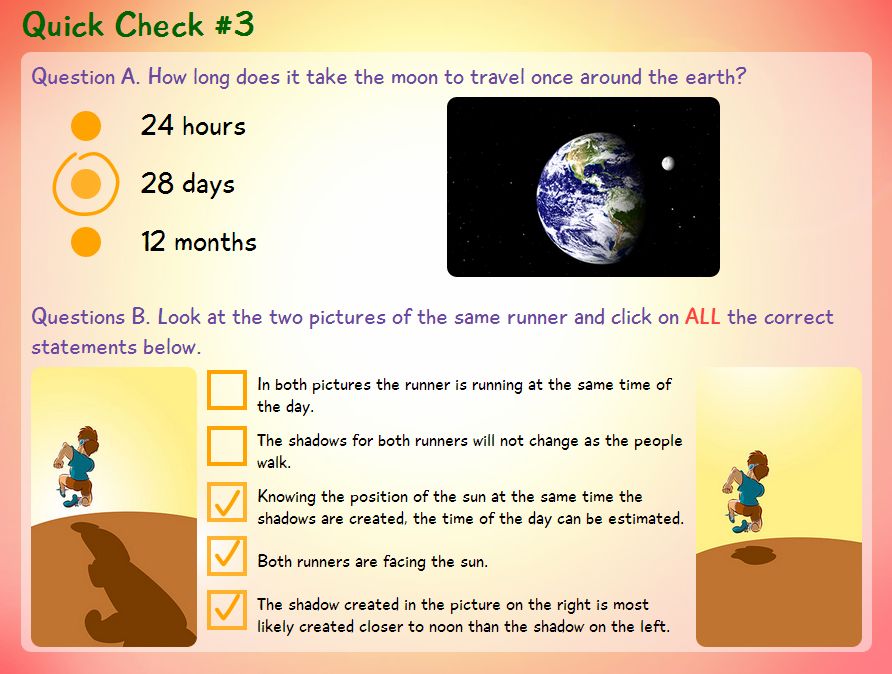 Quick Check #3
Question A. How long does it take the moon to travel once around the earth?
24 hours
28 days
12 months
Questions B. Look at the two pictures of the same runner and click on ALL the correct
statements below.
In both pictures the runner is running at the same time of
the day.
The shadows for both runners will not change as the people
walk.
Knowing the position of the sun at the same time the
shadows are created, the time of the day can be estimated.
Both runners are facing the sun.
The shadow created in the picture on the right is most
likely created closer to noon than the shadow on the left.